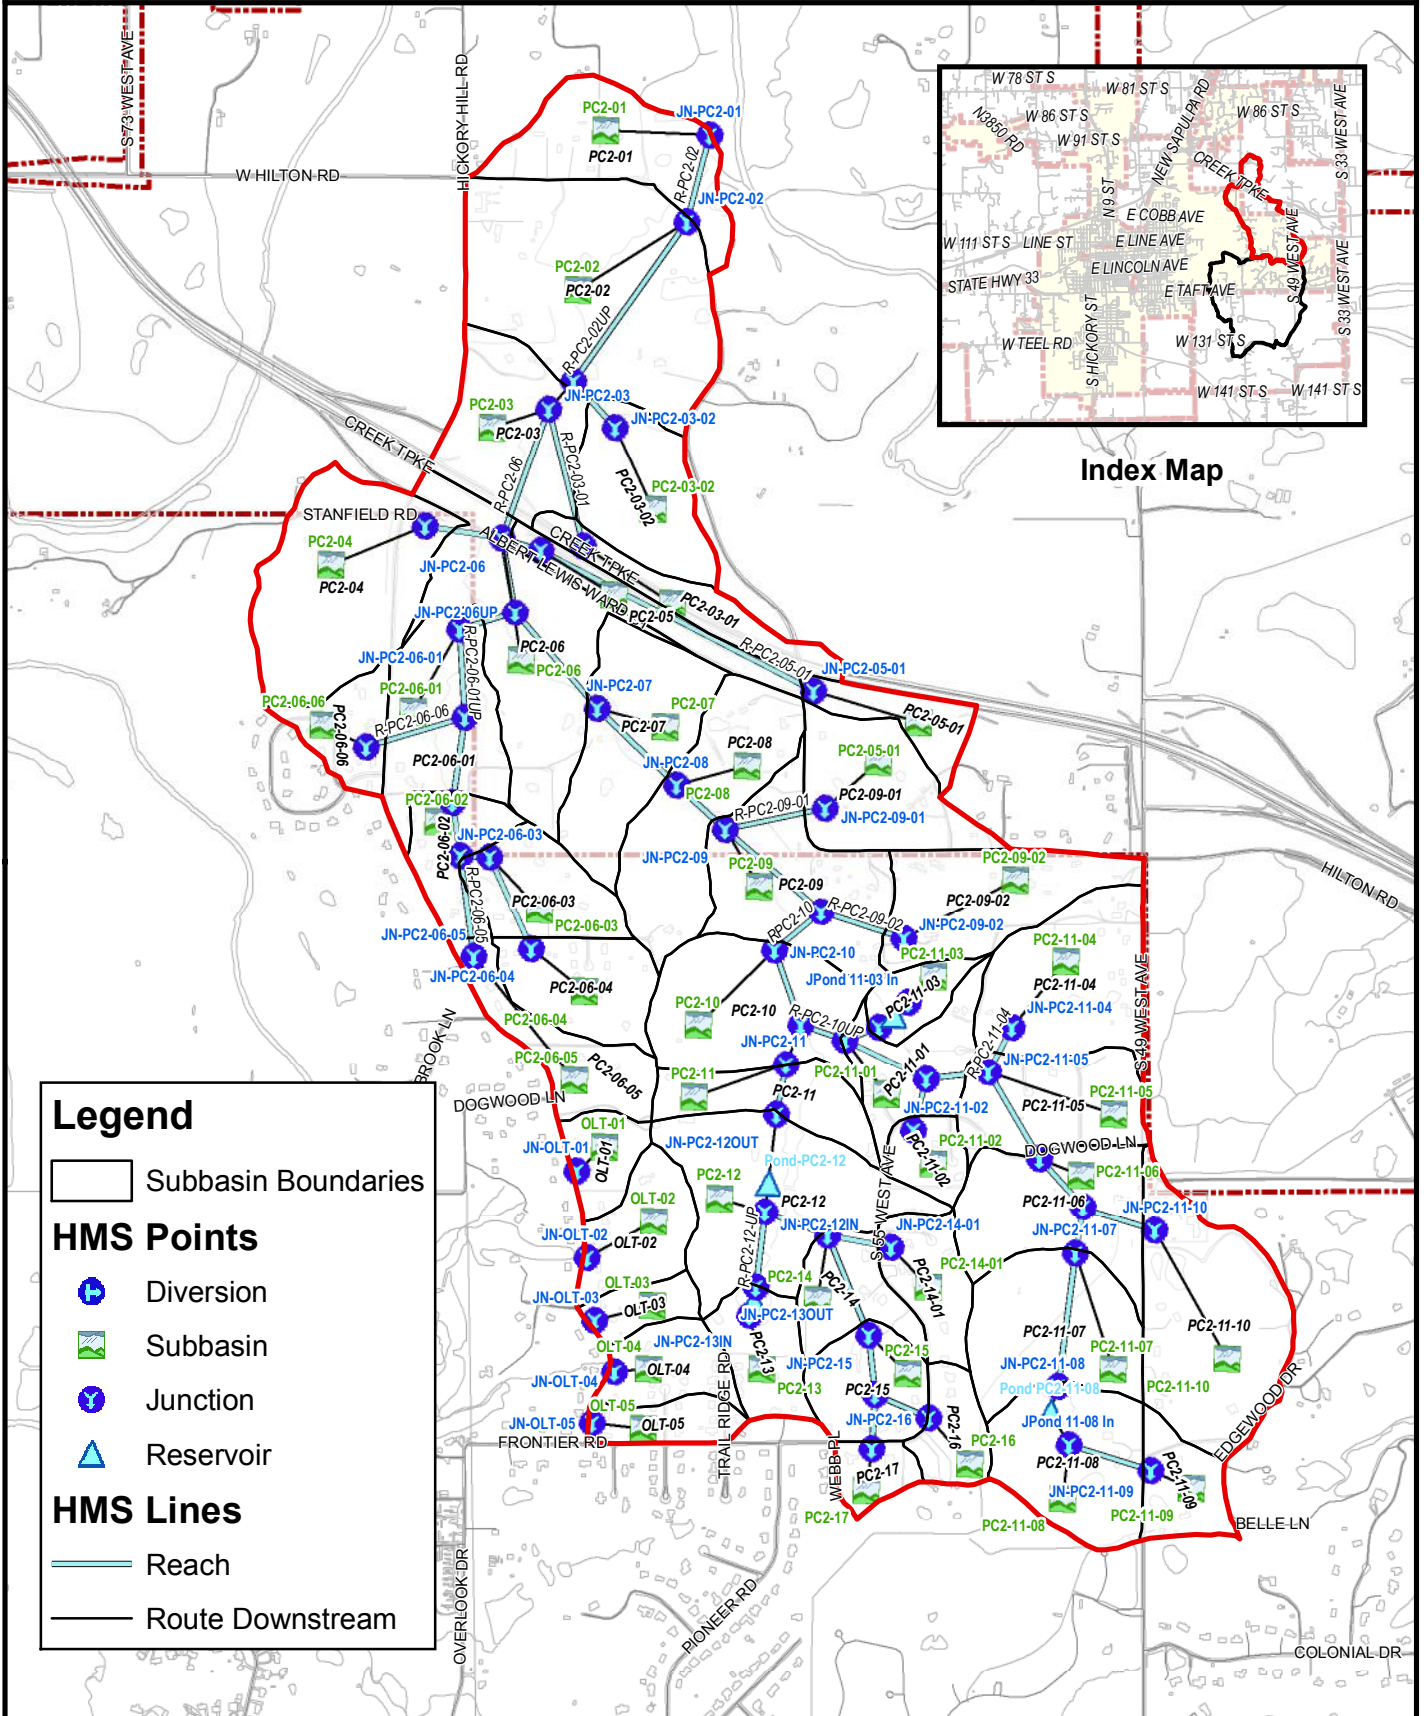 S 73 WEST AVE
HICKORY HILL RD
W HILTON RD
PC2-01
JN-PC2-01
PC2-01
R-PC2-02
JN-PC2-02
PC2-02
PC2-02
R-PC2-02UP
JN-PC2-03
PC2-03
PC2-03
JN-PC2-03-02
R-PC2-06
R-PC2-03-01
PC2-03-02
PC2-03-02
CREEK TPKE
W 78 ST S
W 81 ST S
NEW SAPULPA RD
N3850 RD
W 86 ST S
W 86 ST S
W 91 ST S
S 33 WEST AVE
CREEK TPKE
N 9 ST
E COBB AVE
W 111 ST S
LINE ST
E LINE AVE
S 49 WEST AVE
E LINCOLN AVE
STATE HWY 33
E TAFT AVE
S 33 WEST AVE
S HICKORY ST
W TEEL RD
W 131 ST S
W 141 ST S
W 141 ST S
Index Map
STANFIELD RD
PC2-04
PC2-04
JN-PC2-06
ALBERT LEWIS WARD
CREEK TPKE
PC2-03-01
PC2-05
JN-PC2-06UP
R-PC2-06-01UP
JN-PC2-06-01
PC2-06
PC2-06
R-PC2-05-01
JN-PC2-05-01
PC2-06-06
PC2-06-06
PC2-06-01
R-PC2-06-06
JN-PC2-07
PC2-07
PC2-07
PC2-05-01
PC2-06-01
JN-PC2-08
PC2-08
PC2-08
PC2-05-01
PC2-09-01
R-PC2-09-01
JN-PC2-09-01
PC2-06-02
PC2-06-02
JN-PC2-06-03
JN-PC2-09
PC2-09
PC2-09
PC2-09-02
PC2-09-02
HILTON RD
R-PC2-06-05
PC2-06-03
PC2-06-03
JN-PC2-06-05
JN-PC2-06-04
PC2-06-04
PC2-06-04
RPC2-10
R-PC2-09-02
JN-PC2-09-02
JN-PC2-10
PC2-11-03
JPond 11-03 In
PC2-11-03
PC2-11-04
PC2-11-04
JN-PC2-11-04
PC2-10
PC2-10
R-PC2-10UP
R-PC2-11-04
S 49 WEST AVE
JN-PC2-11
JN-PC2-11-05
PC2-06-05
PC2-06-05
BROOK LN
DOGWOOD LN
PC2-11
PC2-11
PC2-11-01
PC2-11-01
PC2-11-05
PC2-11-05
JN-PC2-11-02
PC2-11-02
PC2-11-02
DOGWOOD LN
OLT-01
JN-OLT-01
OLT-01
JN-PC2-12OUT
Pond-PC2-12
PC2-11-06
PC2-11-06
JN-PC2-11-10
JN-PC2-11-07
PC2-12
PC2-12
OLT-02
JN-OLT-02
OLT-02
JN-PC2-12IN
R-PC2-12-UP
S 55 WEST AVE
JN-PC2-14-01
PC2-14-01
PC2-14-01
PC2-14
PC2-14
JN-OLT-03
OLT-03
OLT-03
JN-PC2-13OUT
JN-PC2-13IN
PC2-13
PC2-13
OLT-04
OLT-04
JN-OLT-04
TRAIL RIDGE RD
JN-PC2-15
PC2-15
PC2-15
PC2-11-07
PC2-11-07
PC2-11-10
PC2-11-10
JN-PC2-11-08
Pond PC2-11-08
JPond 11-08 In
OLT-05
OLT-05
JN-OLT-05
FRONTIER RD
JN-PC2-16
PC2-16
PC2-16
WEBB PL
PC2-17
PC2-17
PC2-11-08
PC2-11-08
JN-PC2-11-09
PC2-11-09
PC2-11-09
EDGEWOOD DR
BELLE LN
OVERLOOK DR
PIONEER RD
COLONIAL DR
Legend
Subbasin Boundaries
HMS Points
Diversion
Subbasin
Junction
Reservoir
HMS Lines
Reach
Route Downstream